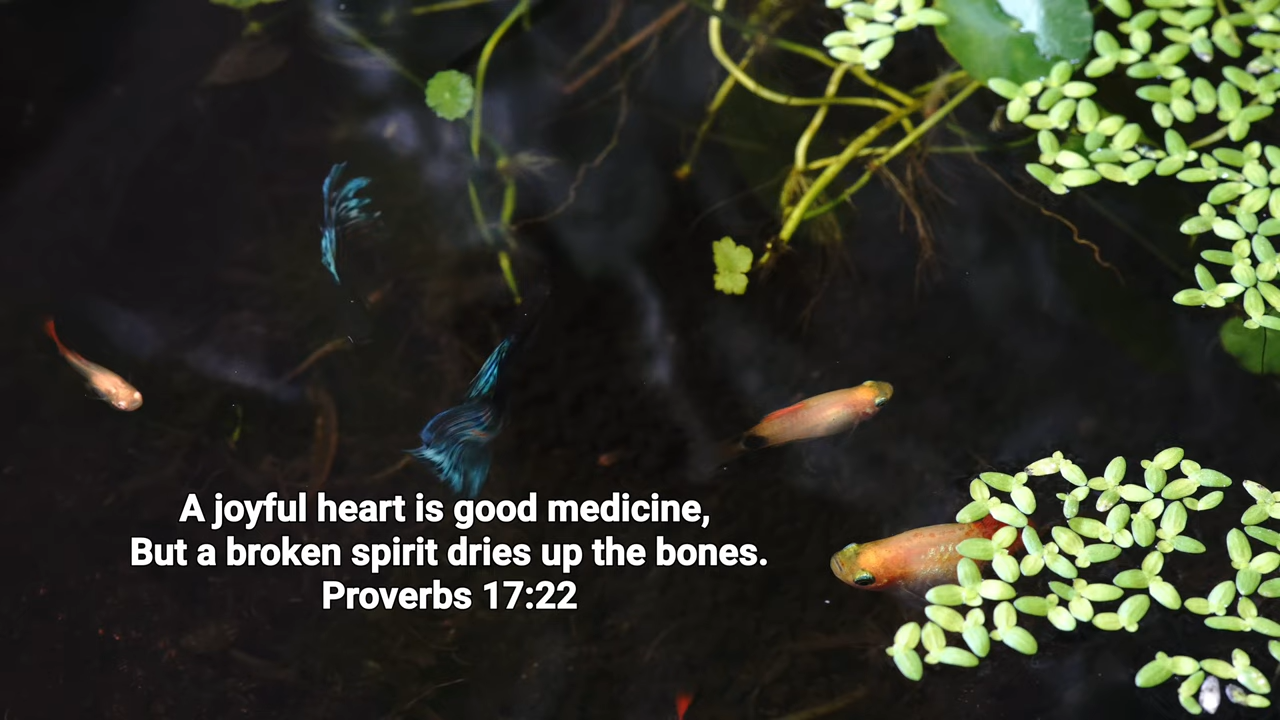 A joyful heart is good medicine,
But a broken spirit dries up the bones.
Proverbs 17:22